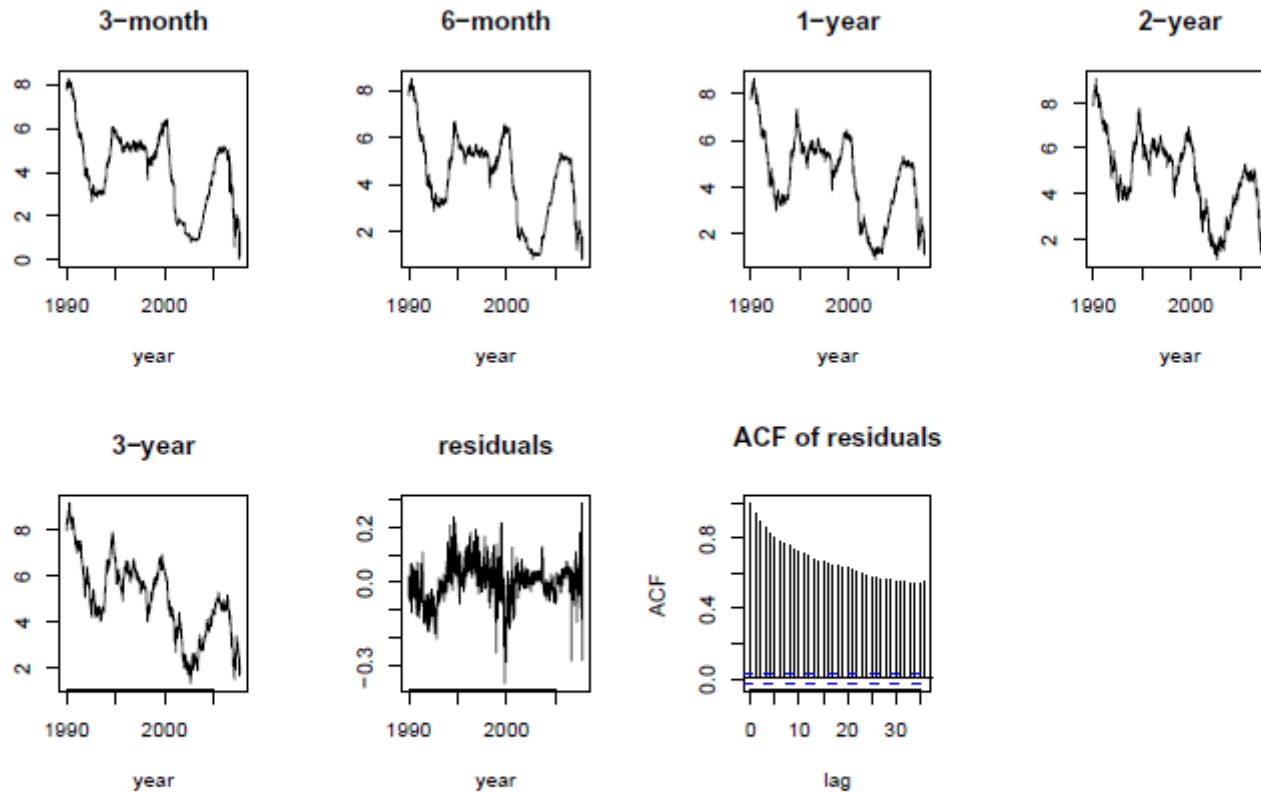 3−month
8
6
4
2
0
1990 2000
year
6−month
8
6
4
2
1990 2000
year
1−year
8
6
4
2
1990 2000
year
2−year
8
6
4
2
1990 2000
year
3−year
8
6
4
2
1990 2000
year
residuals
0.2
0.0
−0.3
1990 2000
year
ACF of residuals
ACF
0.8
0.4
0.0
0 10 20 30
lag